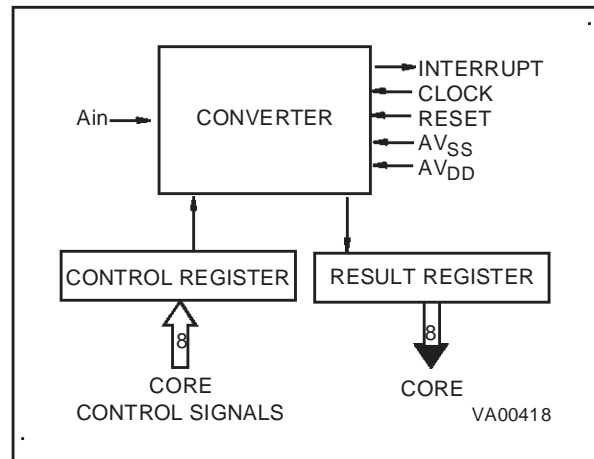 INTERRUPT
CLOCK
Ain
CONVERTER
RESET
AVSS
AVDD
CONTROL REGISTER
RESULT REGISTER
8
8
CORE
CONTROL SIGNALS
CORE
VA00418